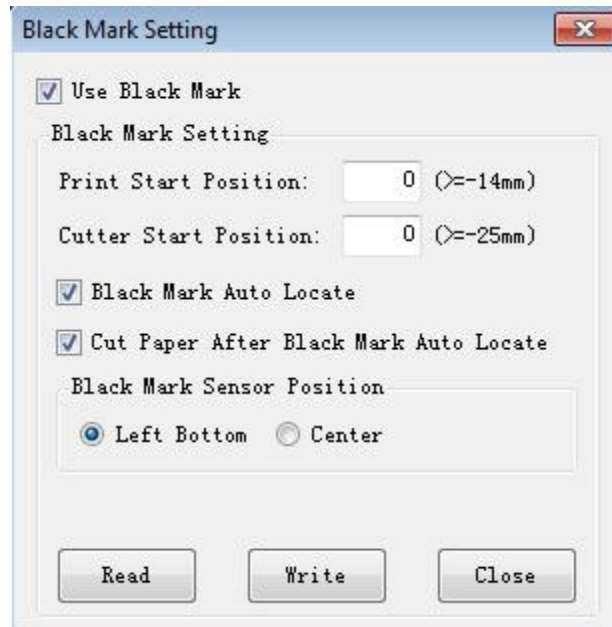 Black Mark Setting
Use Black Mark
Black Mark Setting
Print Start Position: 0 (>=-14mm)
Cutter Start Position: 0 (>=-25mm)
Black Mark Auto Locate
Cut Paper After Black Mark Auto Locate
Black Mark Sensor Position
Left Bottom Center
Read Write Close